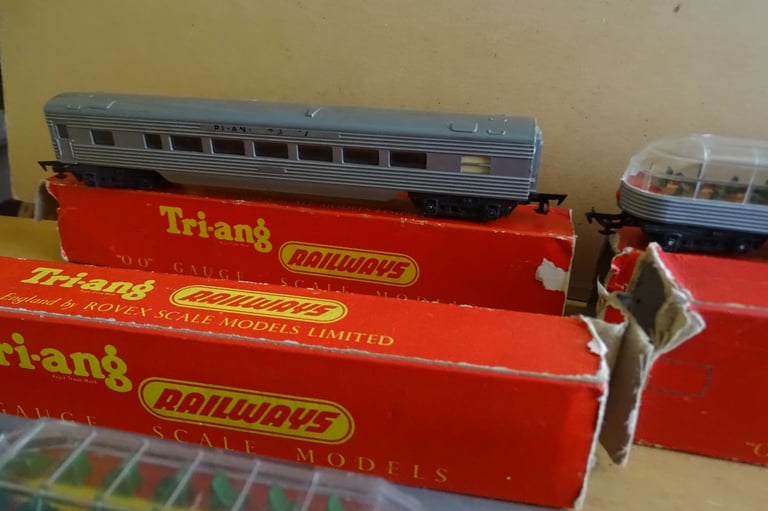 Tri-ang RAILWAYS
"OO" GAUGE SCALE MODELS
Tri-ang RAILWAYS
England by ROVEX SCALE MODELS LIMITED
ri-ang RAILWAYS
GAUGE SCALE MODELS